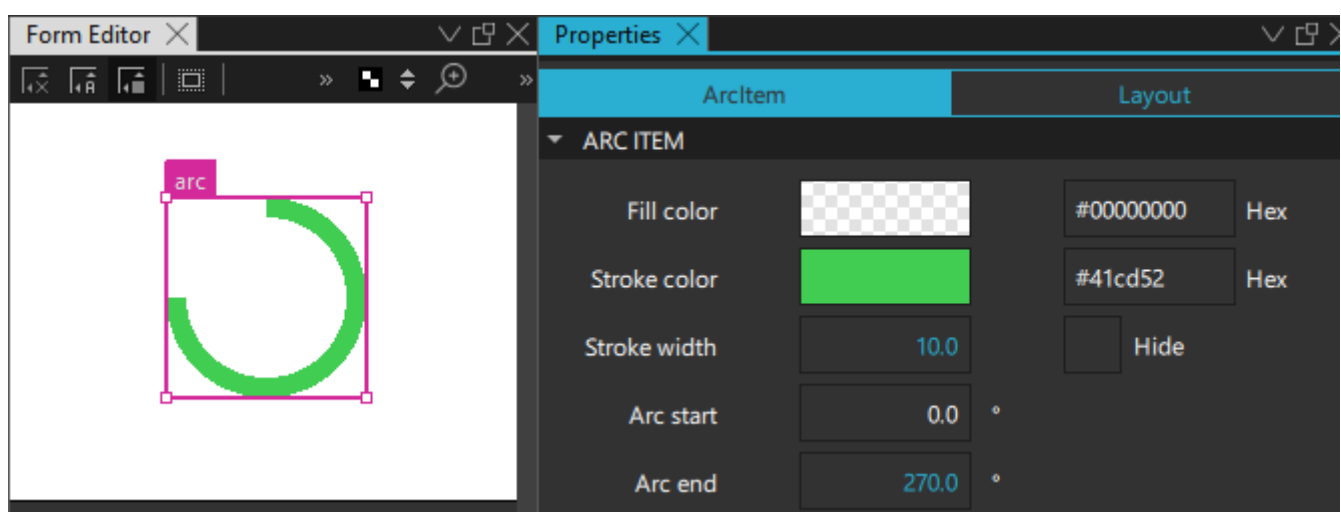 Form Editor
Properties
ArcItem Layout
ARC ITEM
arc
Fill color #00000000 Hex
Stroke color #41cd52 Hex
Stroke width 10.0 Hide
Arc start 0.0 °
Arc end 270.0 °